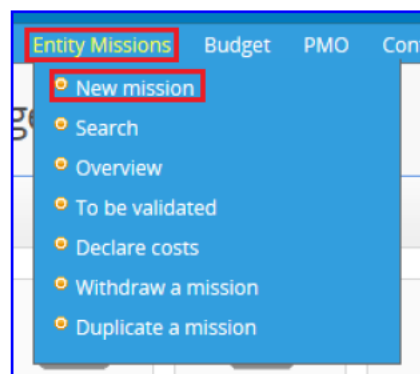 Entity Missions Budget PMO
New mission
Search
Overview
To be validated
Declare costs
Withdraw a mission
Duplicate a mission